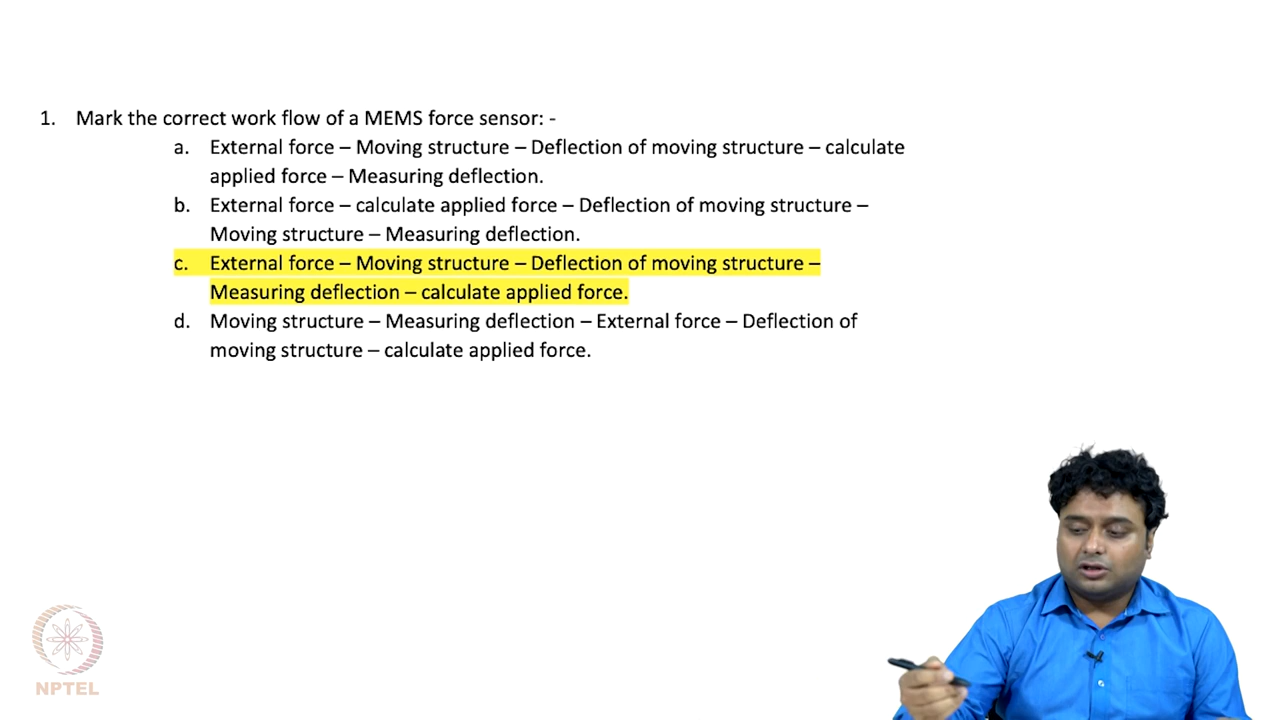 1. Mark the correct work flow of a MEMS force sensor: -
a. External force – Moving structure – Deflection of moving structure – calculate
applied force – Measuring deflection.
b. External force – calculate applied force – Deflection of moving structure –
Moving structure – Measuring deflection.
c. External force – Moving structure – Deflection of moving structure –
Measuring deflection – calculate applied force.
d. Moving structure – Measuring deflection – External force – Deflection of
moving structure – calculate applied force.
NPTEL